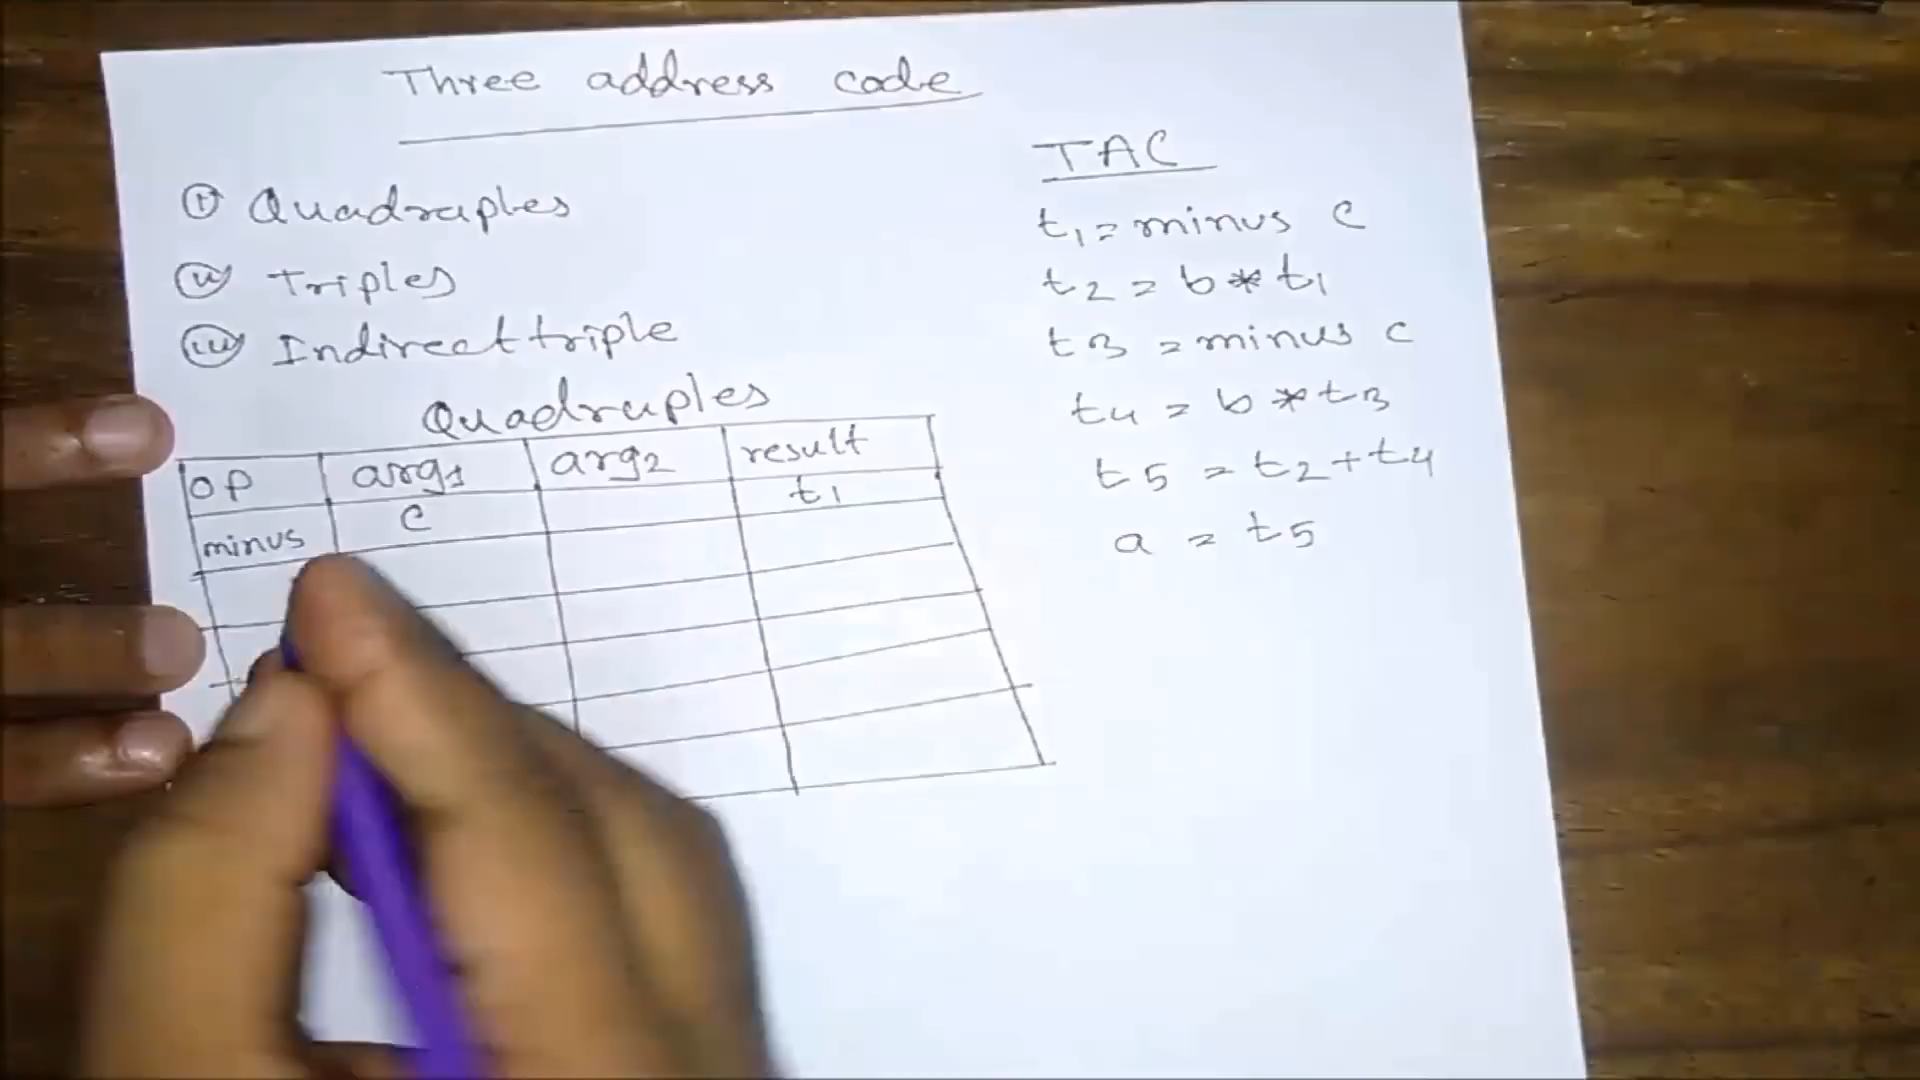 Three address code
(i) Quadruples
(ii) Triples
(iii) Indirect triple
TAC
t1 = minus c
t2 = b * t1
t3 = minus c
t4 = b * t3
t5 = t2 + t4
a = t5
Quadruples
op arg1 arg2 result
minus c t1